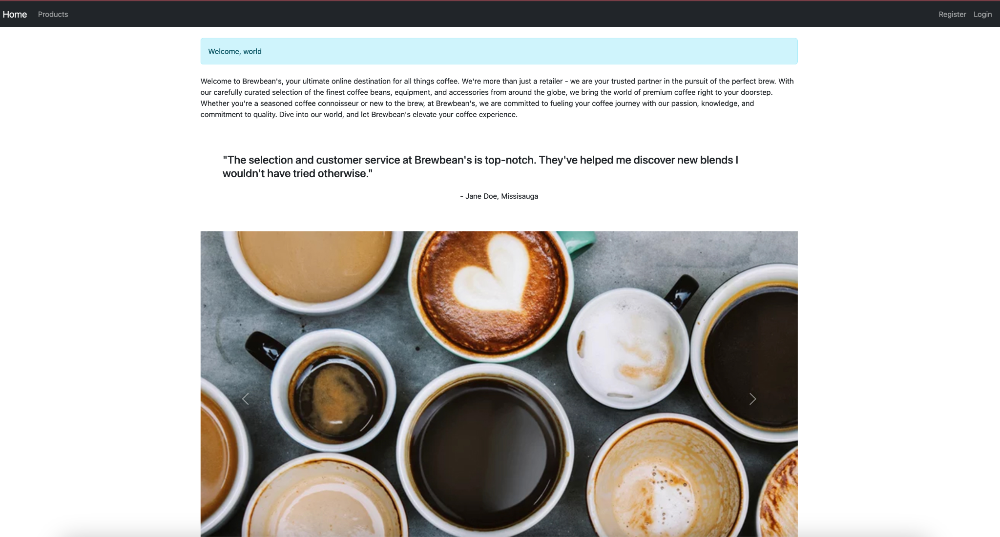 Home Products Register Login
Welcome, world
Welcome to Brewbean's, your ultimate online destination for all things coffee. We're more than just a retailer - we are your trusted partner in the pursuit of the perfect brew. With
our carefully curated selection of the finest coffee beans, equipment, and accessories from around the globe, we bring the world of premium coffee right to your doorstep.
Whether you're a seasoned coffee connoisseur or new to the brew, at Brewbean's, we are committed to fueling your coffee journey with our passion, knowledge, and
commitment to quality. Dive into our world, and let Brewbean's elevate your coffee experience.
"The selection and customer service at Brewbean's is top-notch. They've helped me discover new blends I
wouldn't have tried otherwise."
- Jane Doe, Missisauga